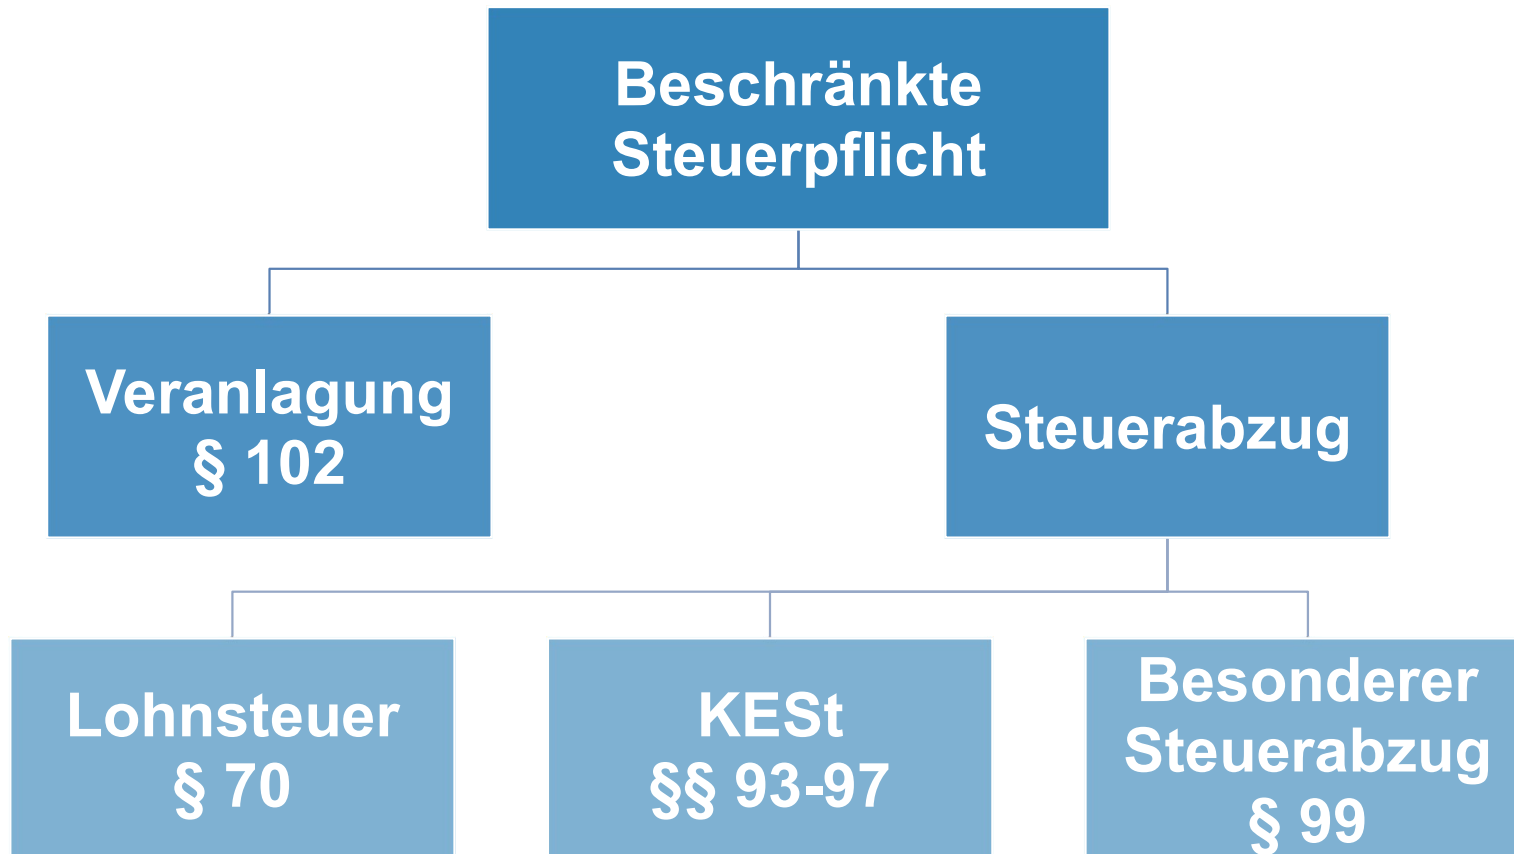 Beschränkte
Steuerpflicht
Veranlagung
§ 102
Steuerabzug
Lohnsteuer
§ 70
KESt
§§ 93-97
Besonderer
Steuerabzug
§ 99